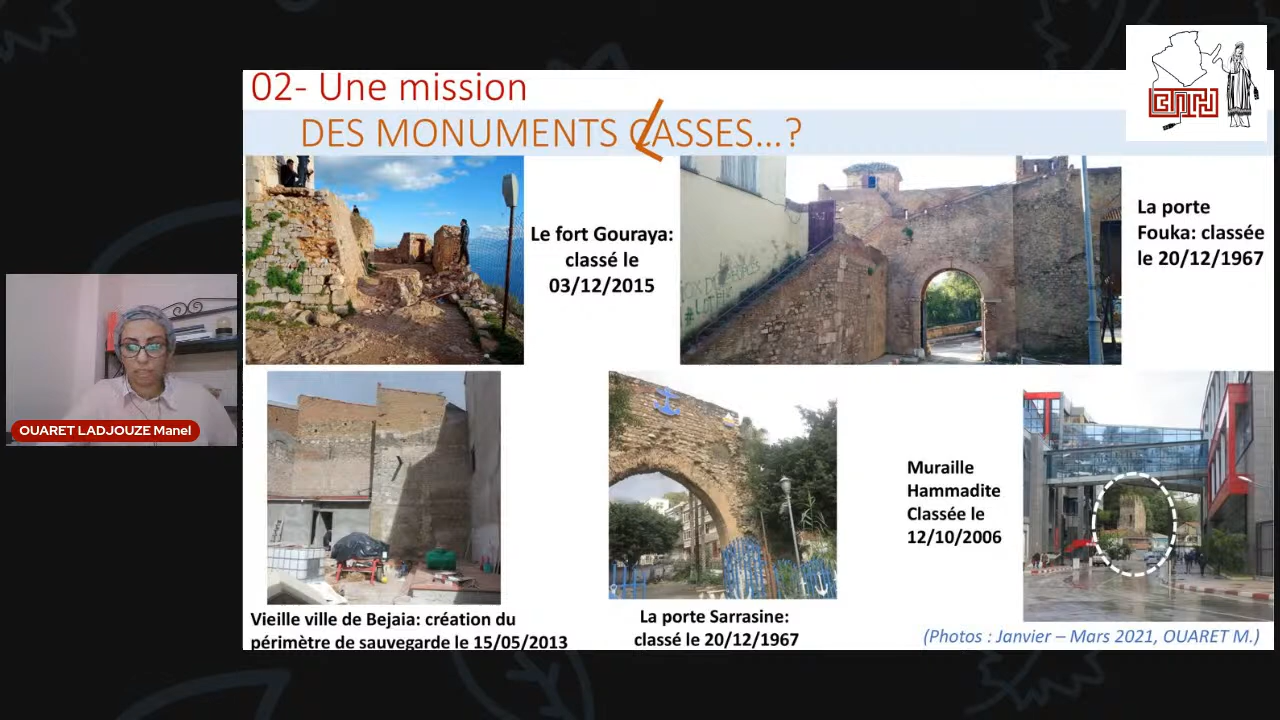 02- Une mission
DES MONUMENTS CLASSES...?
Le fort Gouraya:
classé le
03/12/2015
La porte
Fouka: classée
le 20/12/1967
OUARET LADJOUZE Manel
Muraille
Hammadite
Classée le
12/10/2006
Vieille ville de Bejaia: création du
périmètre de sauvegarde le 15/05/2013
La porte Sarrasine:
classé le 20/12/1967
(Photos : Janvier – Mars 2021, OUARET M.)